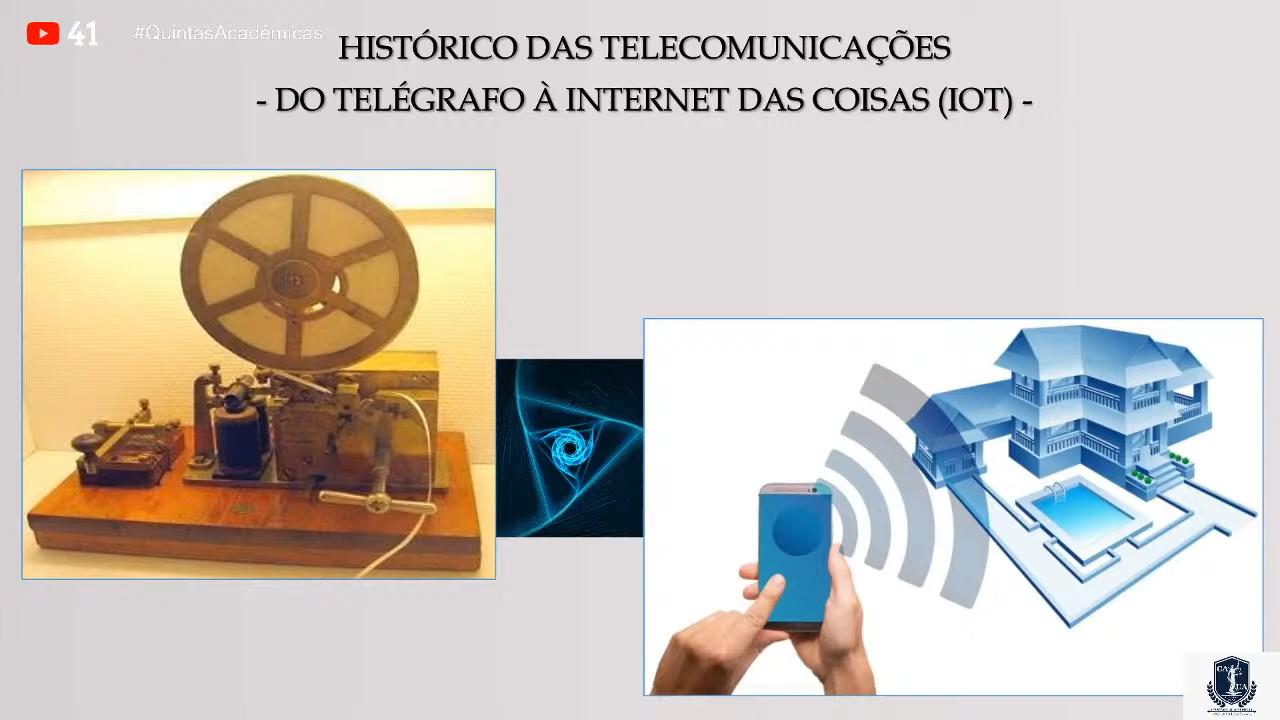 41 #QuintasAcadêmicas
HISTÓRICO DAS TELECOMUNICAÇÕES
- DO TELÉGRAFO À INTERNET DAS COISAS (IOT) -